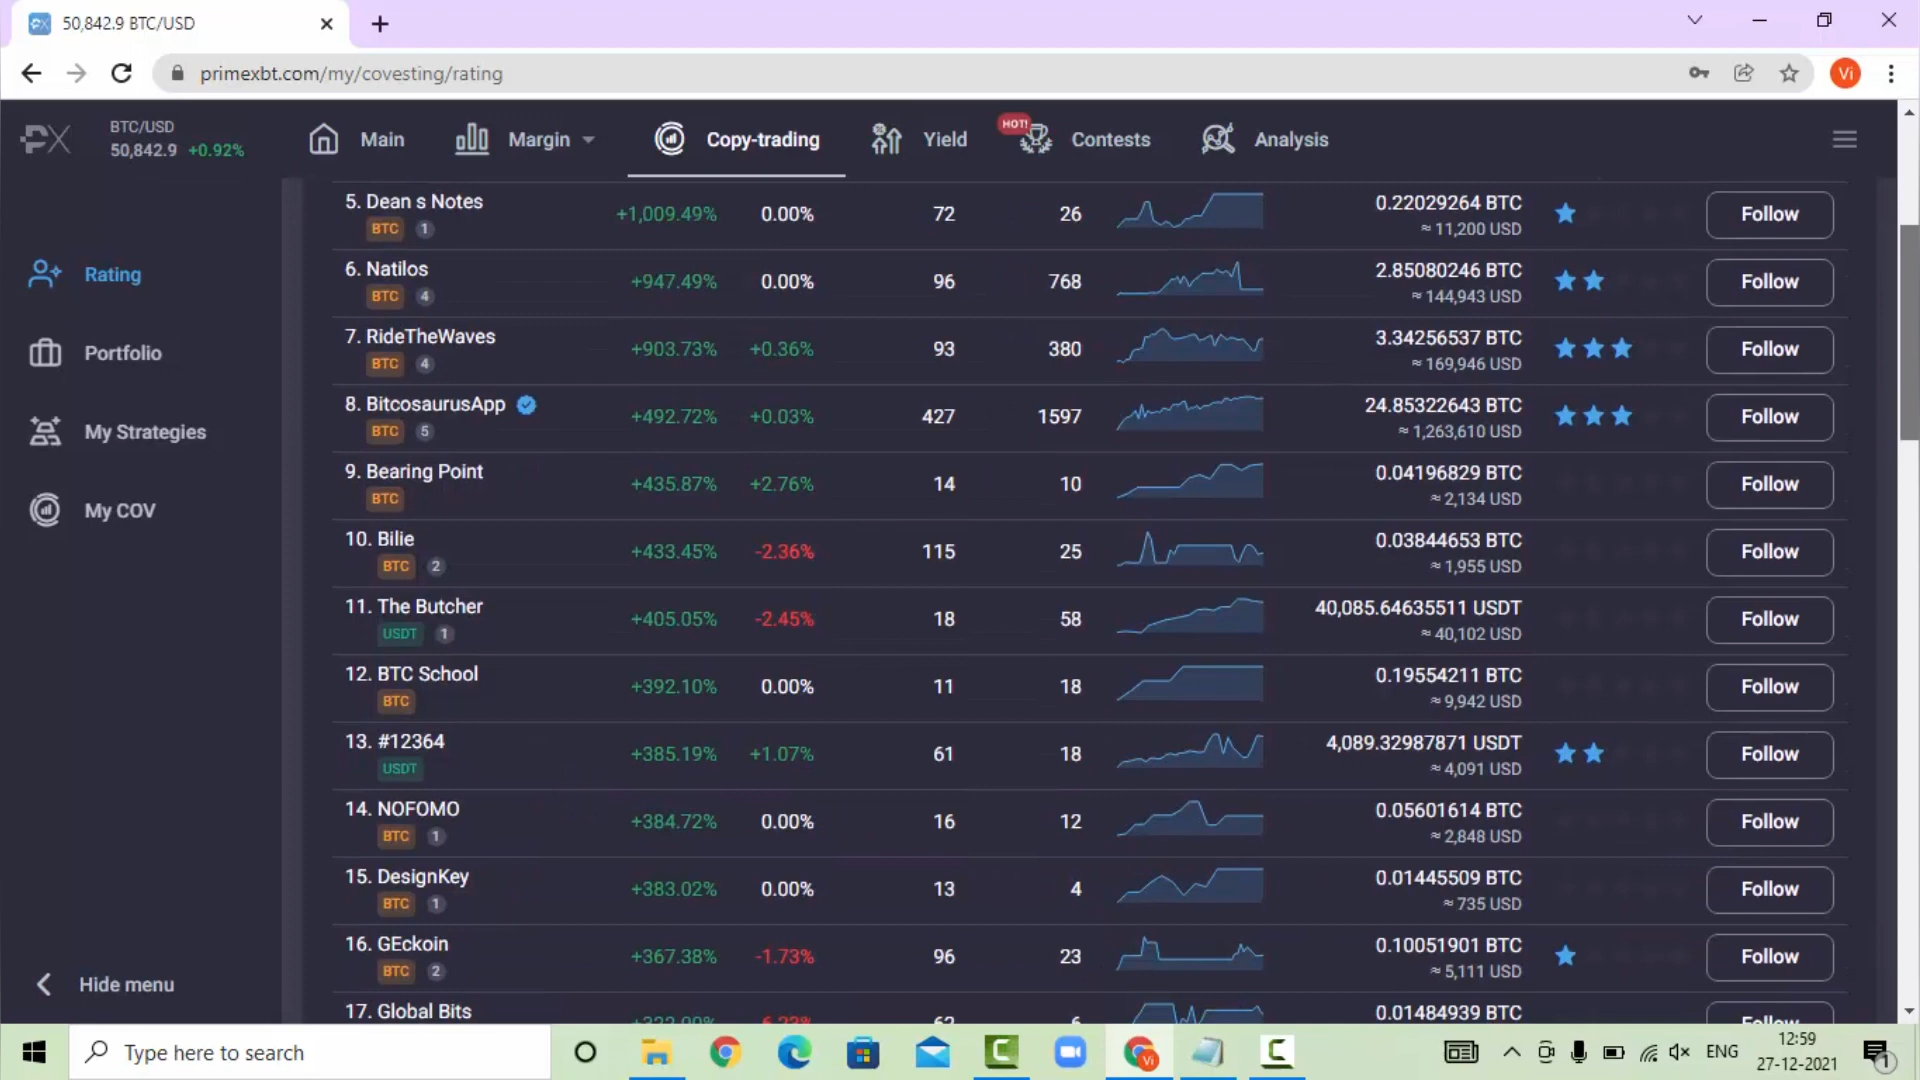 50,842.9 BTC/USD
primexbt.com/my/covesting/rating
Vi
PX
BTC/USD
50,842.9 +0.92%
Main
Margin
Copy-trading
Yield
HOT!
Contests
Analysis
Rating
Portfolio
My Strategies
My COV
Hide menu
5. Dean s Notes +1,009.49% 0.00% 72 26 0.22029264 BTC Follow
BTC 1 ≈ 11,200 USD
6. Natilos +947.49% 0.00% 96 768 2.85080246 BTC Follow
BTC 4 ≈ 144,943 USD
7. RideTheWaves +903.73% +0.36% 93 380 3.34256537 BTC Follow
BTC 4 ≈ 169,946 USD
8. BitcosaurusApp +492.72% +0.03% 427 1597 24.85322643 BTC Follow
BTC 5 ≈ 1,263,610 USD
9. Bearing Point +435.87% +2.76% 14 10 0.04196829 BTC Follow
BTC ≈ 2,134 USD
10. Bilie +433.45% -2.36% 115 25 0.03844653 BTC Follow
BTC 2 ≈ 1,955 USD
11. The Butcher +405.05% -2.45% 18 58 40,085.64635511 USDT Follow
USDT 1 ≈ 40,102 USD
12. BTC School +392.10% 0.00% 11 18 0.19554211 BTC Follow
BTC ≈ 9,942 USD
13. #12364 +385.19% +1.07% 61 18 4,089.32987871 USDT Follow
USDT ≈ 4,091 USD
14. NOFOMO +384.72% 0.00% 16 12 0.05601614 BTC Follow
BTC 1 ≈ 2,848 USD
15. DesignKey +383.02% 0.00% 13 4 0.01445509 BTC Follow
BTC 1 ≈ 735 USD
16. GEckoin +367.38% -1.73% 96 23 0.10051901 BTC Follow
BTC 2 ≈ 5,111 USD
17. Global Bits 0.01484939 BTC Follow
Type here to search
Vi
ENG
12:59
27-12-2021
1